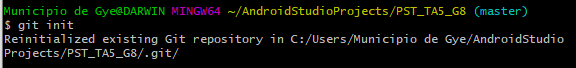 Municipio de Gye@DARWIN MINGW64 ~/AndroidStudioProjects/PST_TA5_G8 (master)
$ git init
Reinitialized existing Git repository in C:/Users/Municipio de Gye/AndroidStudio
Projects/PST_TA5_G8/.git/